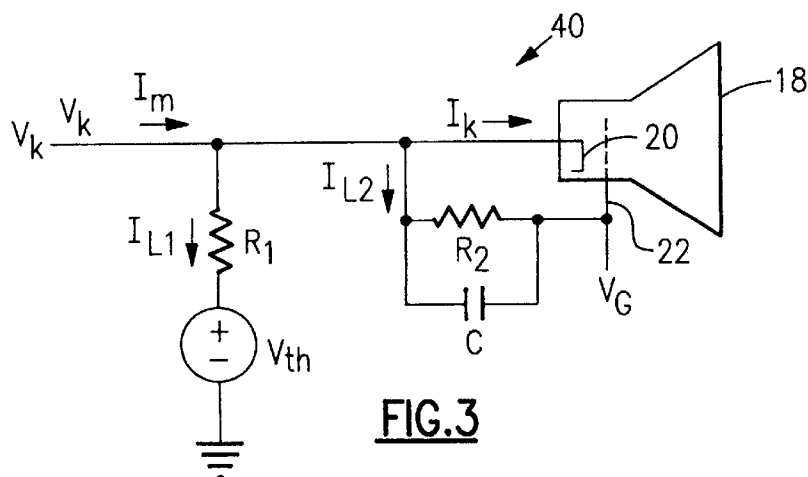 40
18
I_m
V_k
V_k
I_k
20
I_L2
I_L1
R_1
R_2
22
V_G
C
+
−
V_th
FIG.3